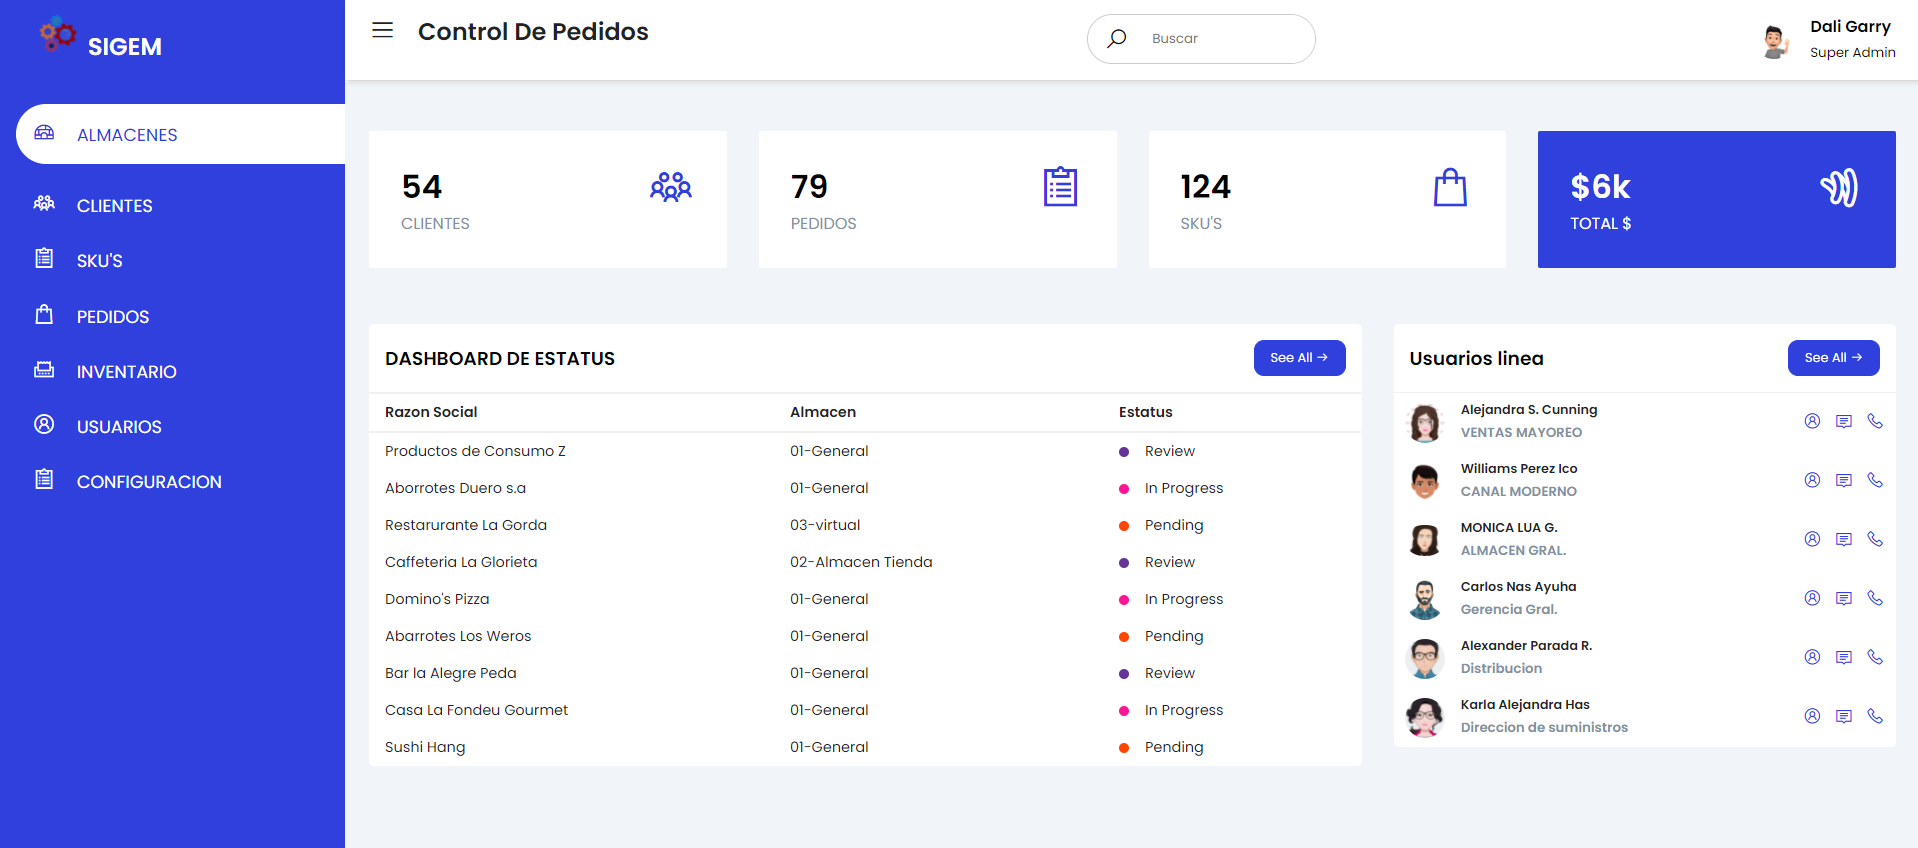 SIGEM
ALMACENES
CLIENTES
SKU'S
PEDIDOS
INVENTARIO
USUARIOS
CONFIGURACION
Control De Pedidos
Buscar
Dali Garry
Super Admin
54
CLIENTES
79
PEDIDOS
124
SKU'S
$6k
TOTAL $
DASHBOARD DE ESTATUS
See All →
Razon Social Almacen Estatus
Productos de Consumo Z 01-General Review
Aborrotes Duero s.a 01-General In Progress
Restarurante La Gorda 03-virtual Pending
Caffeteria La Glorieta 02-Almacen Tienda Review
Domino's Pizza 01-General In Progress
Abarrotes Los Weros 01-General Pending
Bar la Alegre Peda 01-General Review
Casa La Fondeu Gourmet 01-General In Progress
Sushi Hang 01-General Pending
Usuarios linea
See All →
Alejandra S. Cunning
VENTAS MAYOREO
Williams Perez Ico
CANAL MODERNO
MONICA LUA G.
ALMACEN GRAL.
Carlos Nas Ayuha
Gerencia Gral.
Alexander Parada R.
Distribucion
Karla Alejandra Has
Direccion de suministros